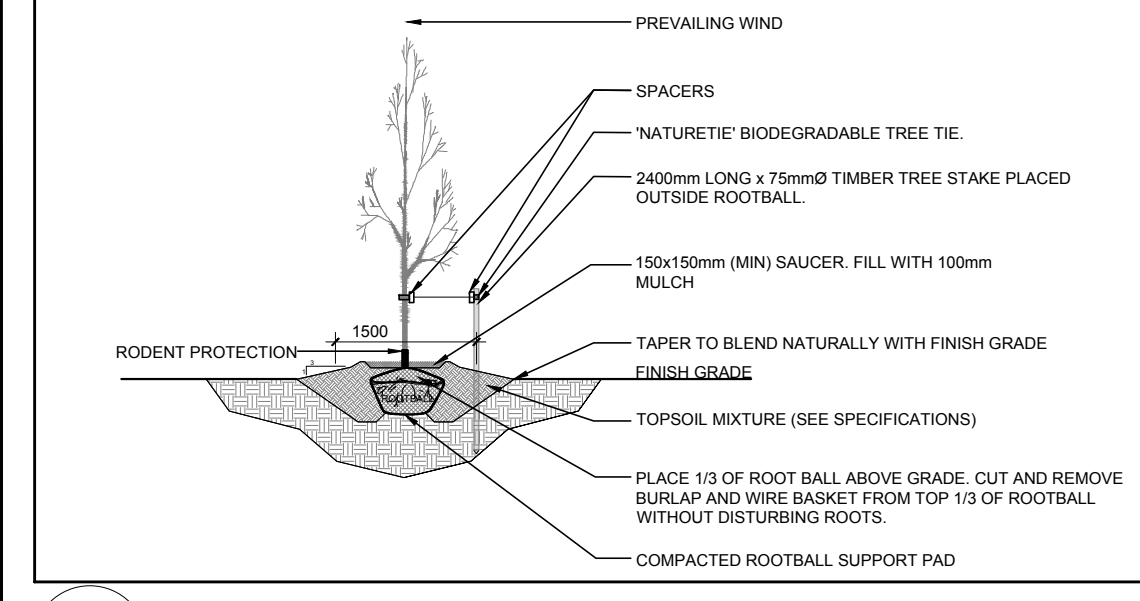 PREVAILING WIND
SPACERS
'NATURETIE' BIODEGRADABLE TREE TIE.
2400mm LONG x 75mmØ TIMBER TREE STAKE PLACED
OUTSIDE ROOTBALL.
150x150mm (MIN) SAUCER. FILL WITH 100mm
MULCH
1500
RODENT PROTECTION
3
1
TAPER TO BLEND NATURALLY WITH FINISH GRADE
FINISH GRADE
ROOTBALL
TOPSOIL MIXTURE (SEE SPECIFICATIONS)
PLACE 1/3 OF ROOT BALL ABOVE GRADE. CUT AND REMOVE
BURLAP AND WIRE BASKET FROM TOP 1/3 OF ROOTBALL
WITHOUT DISTURBING ROOTS.
COMPACTED ROOTBALL SUPPORT PAD